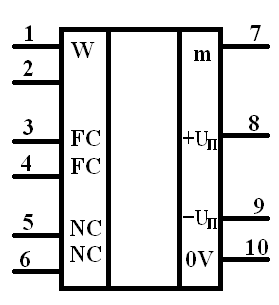 1 W m 7
2
3 FC +Uп 8
4 FC
5 NC −Uп 9
6 NC 0V 10